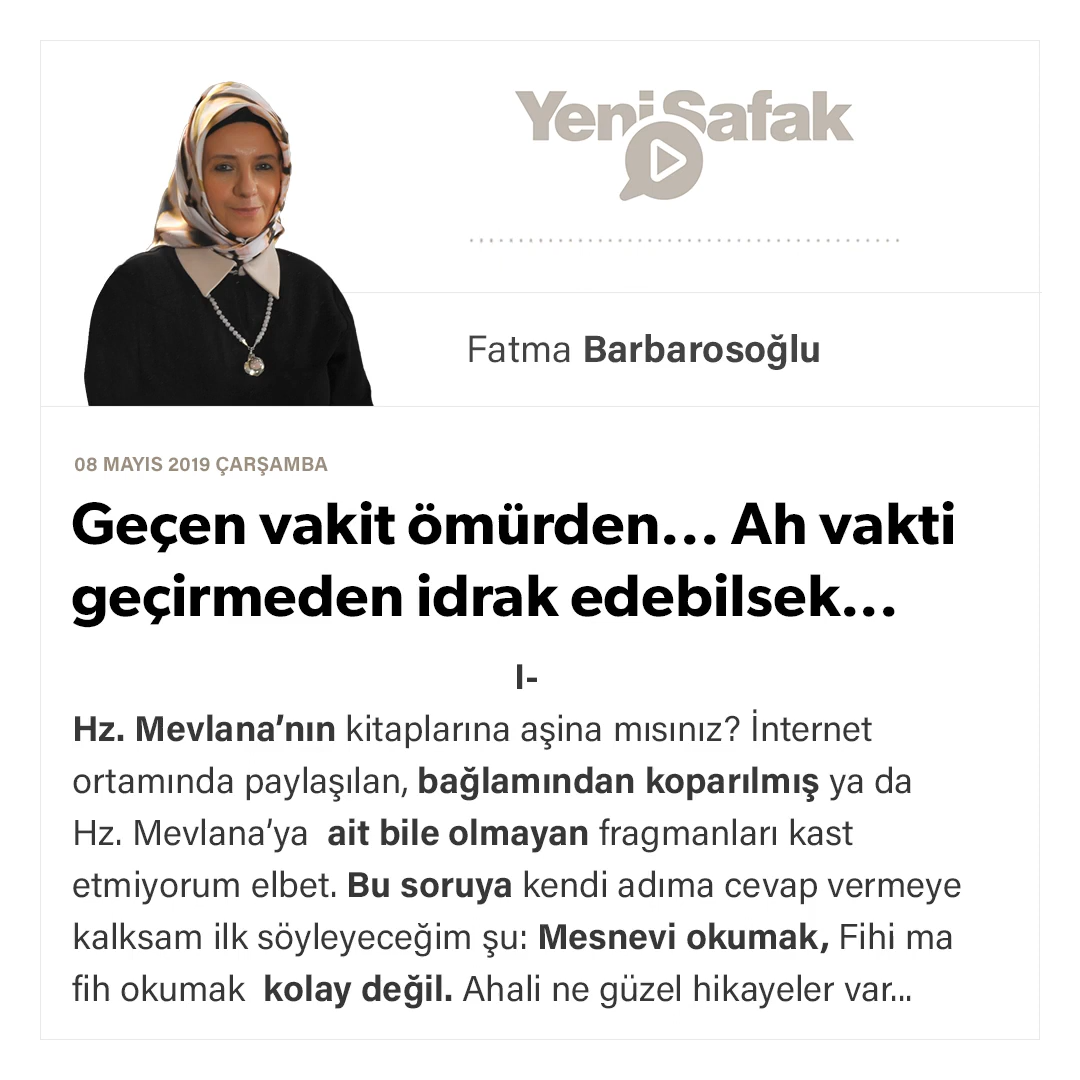 YeniŞafak
Fatma Barbarosoğlu
08 MAYIS 2019 ÇARŞAMBA
Geçen vakit ömürden... Ah vakti
geçirmeden idrak edebilsek...
I-
Hz. Mevlana’nın kitaplarına aşina mısınız? İnternet
ortamında paylaşılan, bağlamından koparılmış ya da
Hz. Mevlana’ya ait bile olmayan fragmanları kast
etmiyorum elbet. Bu soruya kendi adıma cevap vermeye
kalksam ilk söyleyeceğim şu: Mesnevi okumak, Fihi ma
fih okumak kolay değil. Ahali ne güzel hikayeler var...